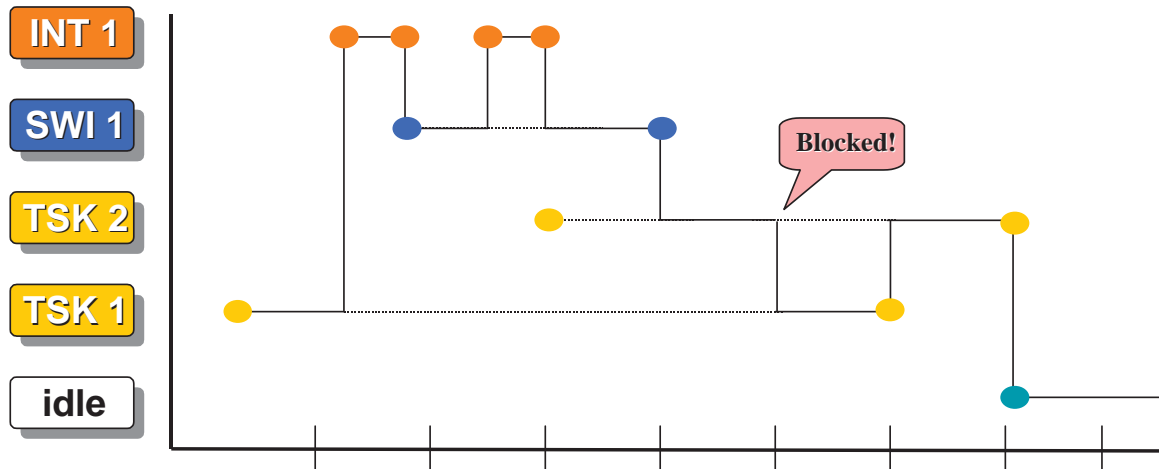 INT 1
SWI 1
Blocked!
TSK 2
TSK 1
idle